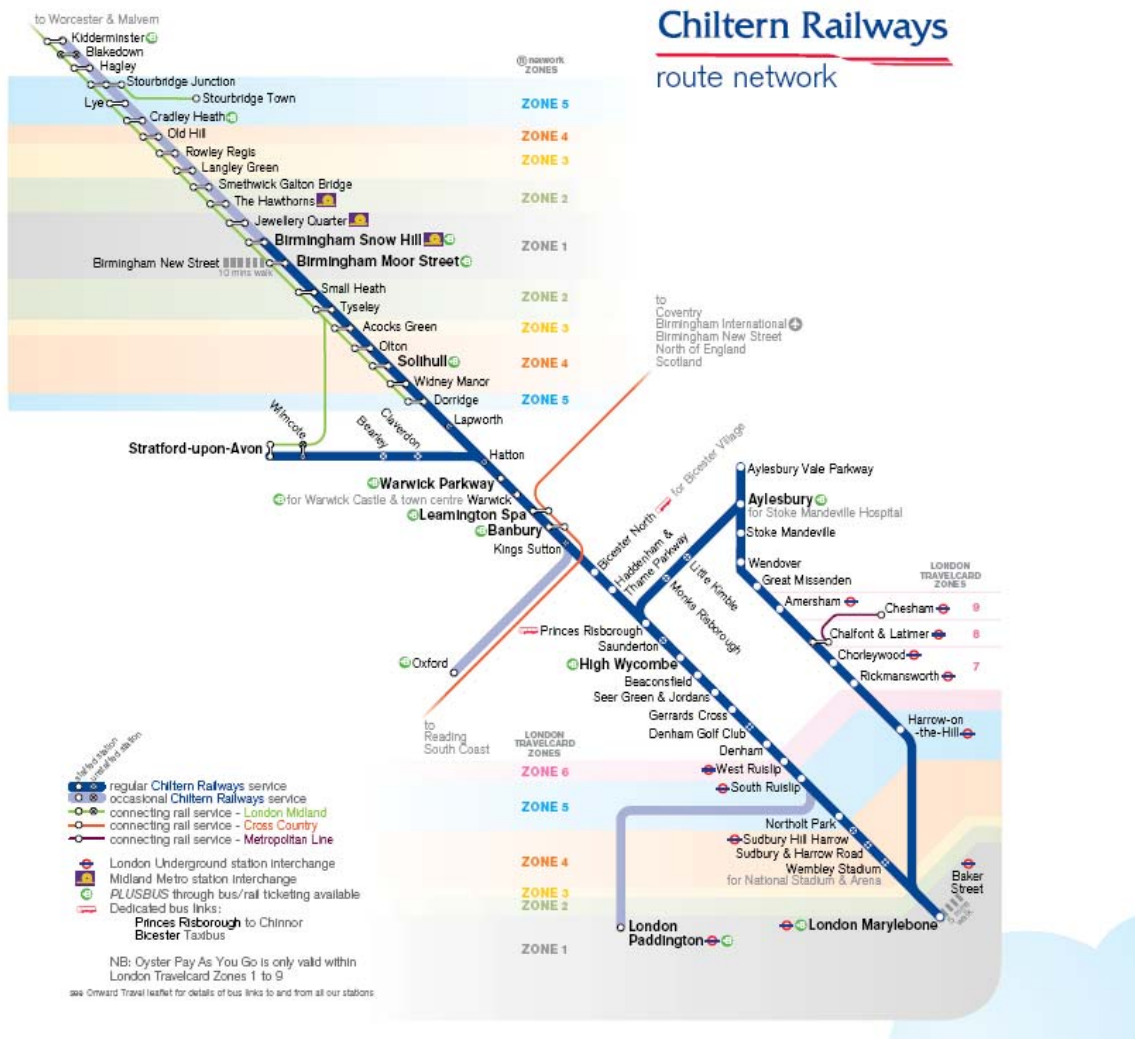 Chiltern Railways
route network
to Worcester & Malvern
Kidderminster
Blakedown
Hagley
Stourbridge Junction
Stourbridge Town
Lye
Cradley Heath
Old Hill
Rowley Regis
Langley Green
Smethwick Galton Bridge
The Hawthorns
Jewellery Quarter
Birmingham Snow Hill
Birmingham New Street
10 mins walk
Birmingham Moor Street
Small Heath
Tyseley
Acocks Green
Olton
Solihull
Widney Manor
Dorridge
Lapworth
network
ZONES
ZONE 5
ZONE 4
ZONE 3
ZONE 2
ZONE 1
ZONE 2
ZONE 3
ZONE 4
ZONE 5
to
Coventry
Birmingham International
Birmingham New Street
North of England
Scotland
Wilmcote
Bearley
Claverdon
Stratford-upon-Avon
Hatton
Warwick Parkway
for Warwick Castle & town centre Warwick
Leamington Spa
Banbury
Kings Sutton
Bicester North
for Bicester Village
Haddenham &
Thame Parkway
Little Kimble
Monks Risborough
Aylesbury Vale Parkway
Aylesbury
for Stoke Mandeville Hospital
Stoke Mandeville
Wendover
Great Missenden
Amersham
Chesham
Chalfont & Latimer
Chorleywood
Rickmansworth
LONDON
TRAVELCARD
ZONES
9
8
7
Harrow-on
-the-Hill
Oxford
to
Reading
South Coast
Princes Risborough
Saunderton
High Wycombe
Beaconsfield
Seer Green & Jordans
Gerrards Cross
Denham Golf Club
Denham
West Ruislip
South Ruislip
Northolt Park
Sudbury Hill Harrow
Sudbury & Harrow Road
Wembley Stadium
for National Stadium & Arena
Baker
Street
5 mins
walk
London Marylebone
London
Paddington
LONDON
TRAVELCARD
ZONES
ZONE 6
ZONE 5
ZONE 4
ZONE 3
ZONE 2
ZONE 1
staffed station
unstaffed station
regular Chiltern Railways service
occasional Chiltern Railways service
connecting rail service - London Midland
connecting rail service - Cross Country
connecting rail service - Metropolitan Line
London Underground station interchange
Midland Metro station interchange
PLUSBUS through bus/rail ticketing available
Dedicated bus links:
Princes Risborough to Chinnor
Bicester Taxibus
NB: Oyster Pay As You Go is only valid within
London Travelcard Zones 1 to 9
see Onward Travel leaflet for details of bus links to and from all our stations